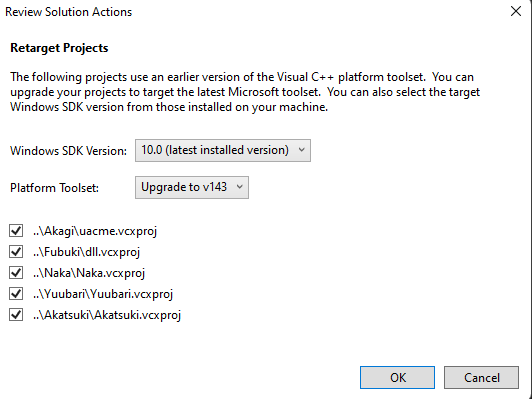 Review Solution Actions
Retarget Projects
The following projects use an earlier version of the Visual C++ platform toolset.  You can
upgrade your projects to target the latest Microsoft toolset.  You can also select the target
Windows SDK version from those installed on your machine.
Windows SDK Version: 10.0 (latest installed version)
Platform Toolset: Upgrade to v143
..\Akagi\uacme.vcxproj
..\Fubuki\dll.vcxproj
..\Naka\Naka.vcxproj
..\Yuubari\Yuubari.vcxproj
..\Akatsuki\Akatsuki.vcxproj
OK Cancel